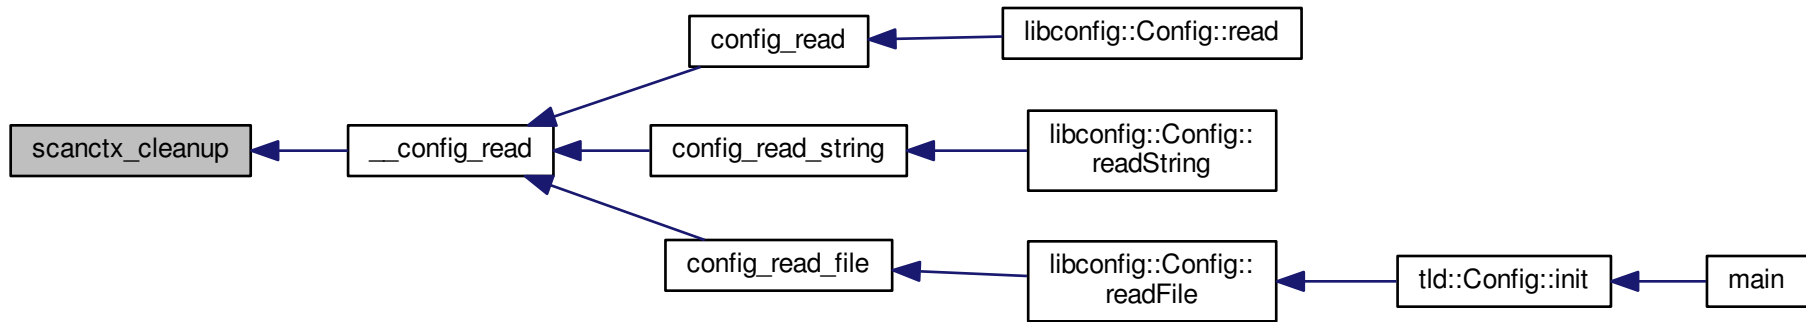 scanctx_cleanup
__config_read
config_read
libconfig::Config::read
config_read_string
libconfig::Config::
readString
config_read_file
libconfig::Config::
readFile
tld::Config::init
main